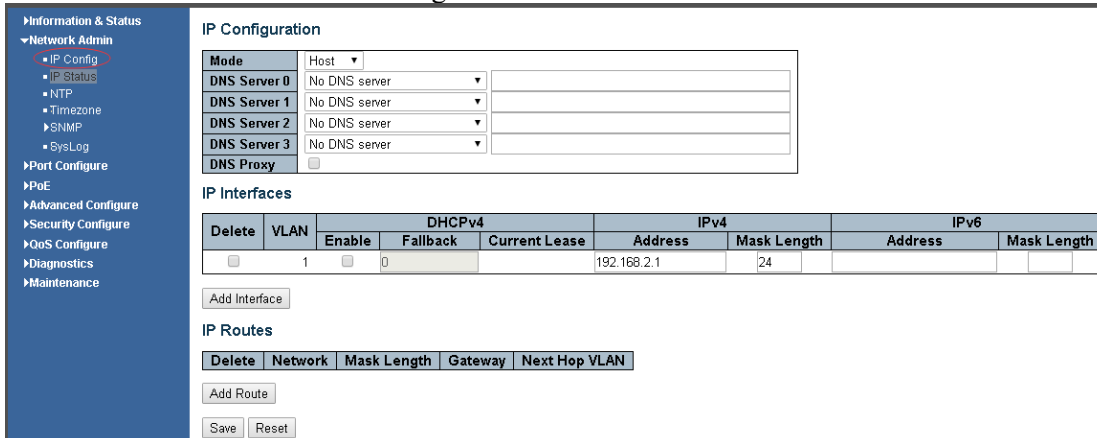 Information & Status
Network Admin
IP Config
IP Status
NTP
Timezone
SNMP
SysLog
Port Configure
PoE
Advanced Configure
Security Configure
QoS Configure
Diagnostics
Maintenance
IP Configuration
Mode Host
DNS Server 0 No DNS server
DNS Server 1 No DNS server
DNS Server 2 No DNS server
DNS Server 3 No DNS server
DNS Proxy
IP Interfaces
Delete VLAN DHCPv4 IPv4 IPv6
Enable Fallback Current Lease Address Mask Length Address Mask Length
1 0 192.168.2.1 24
Add Interface
IP Routes
Delete Network Mask Length Gateway Next Hop VLAN
Add Route
Save Reset